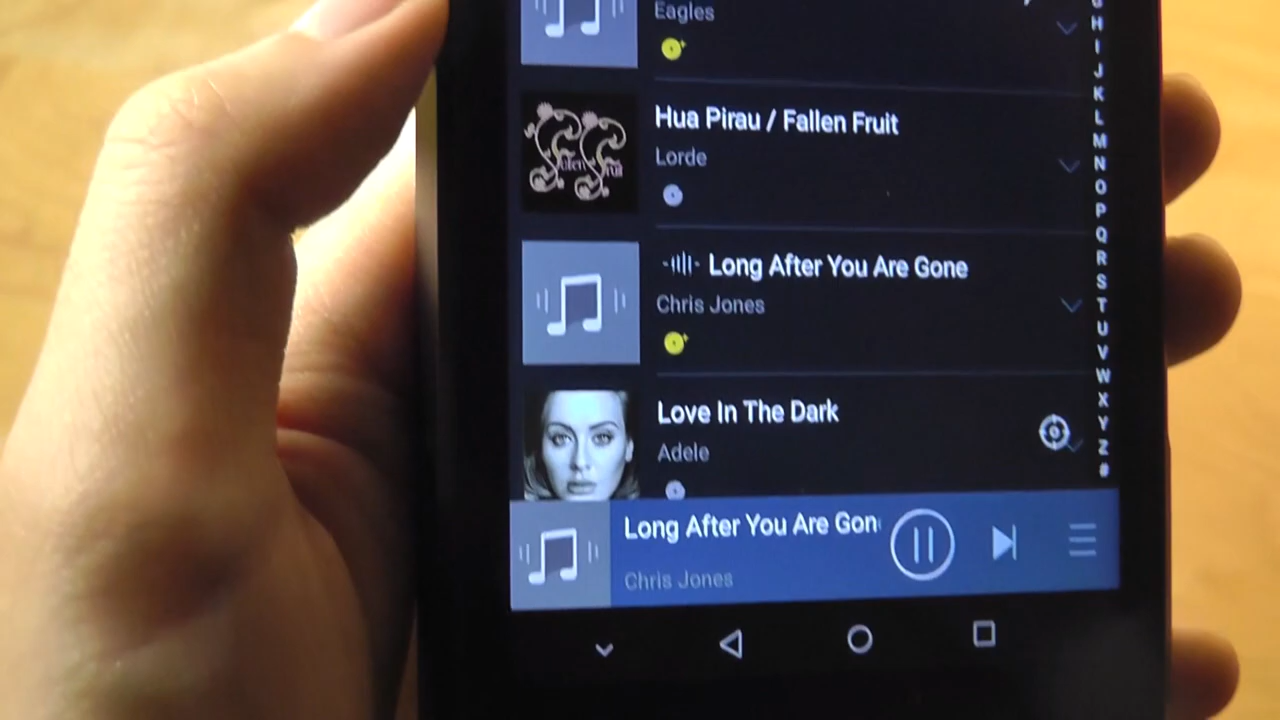 Eagles
Hua Pirau / Fallen Fruit
Lorde
Long After You Are Gone
Chris Jones
Love In The Dark
Adele
Long After You Are Gon
Chris Jones
H
I
J
K
L
M
N
O
P
Q
R
S
T
U
V
W
X
Y
Z
#